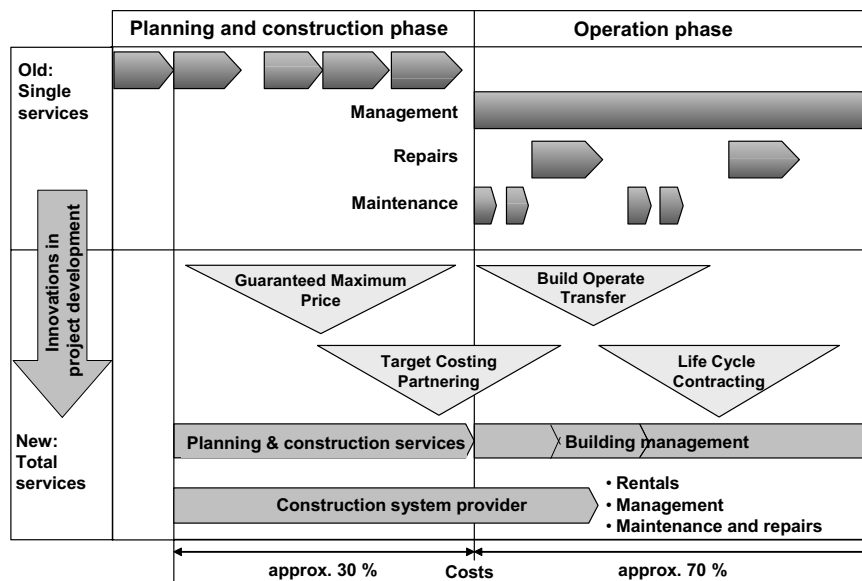 Planning and construction phase
Operation phase
Old:
Single
services
Management
Repairs
Maintenance
Innovations in
project development
Guaranteed Maximum
Price
Build Operate
Transfer
Target Costing
Partnering
Life Cycle
Contracting
New:
Total
services
Planning & construction services
Building management
Construction system provider
• Rentals
• Management
• Maintenance and repairs
approx. 30 %
Costs
approx. 70 %